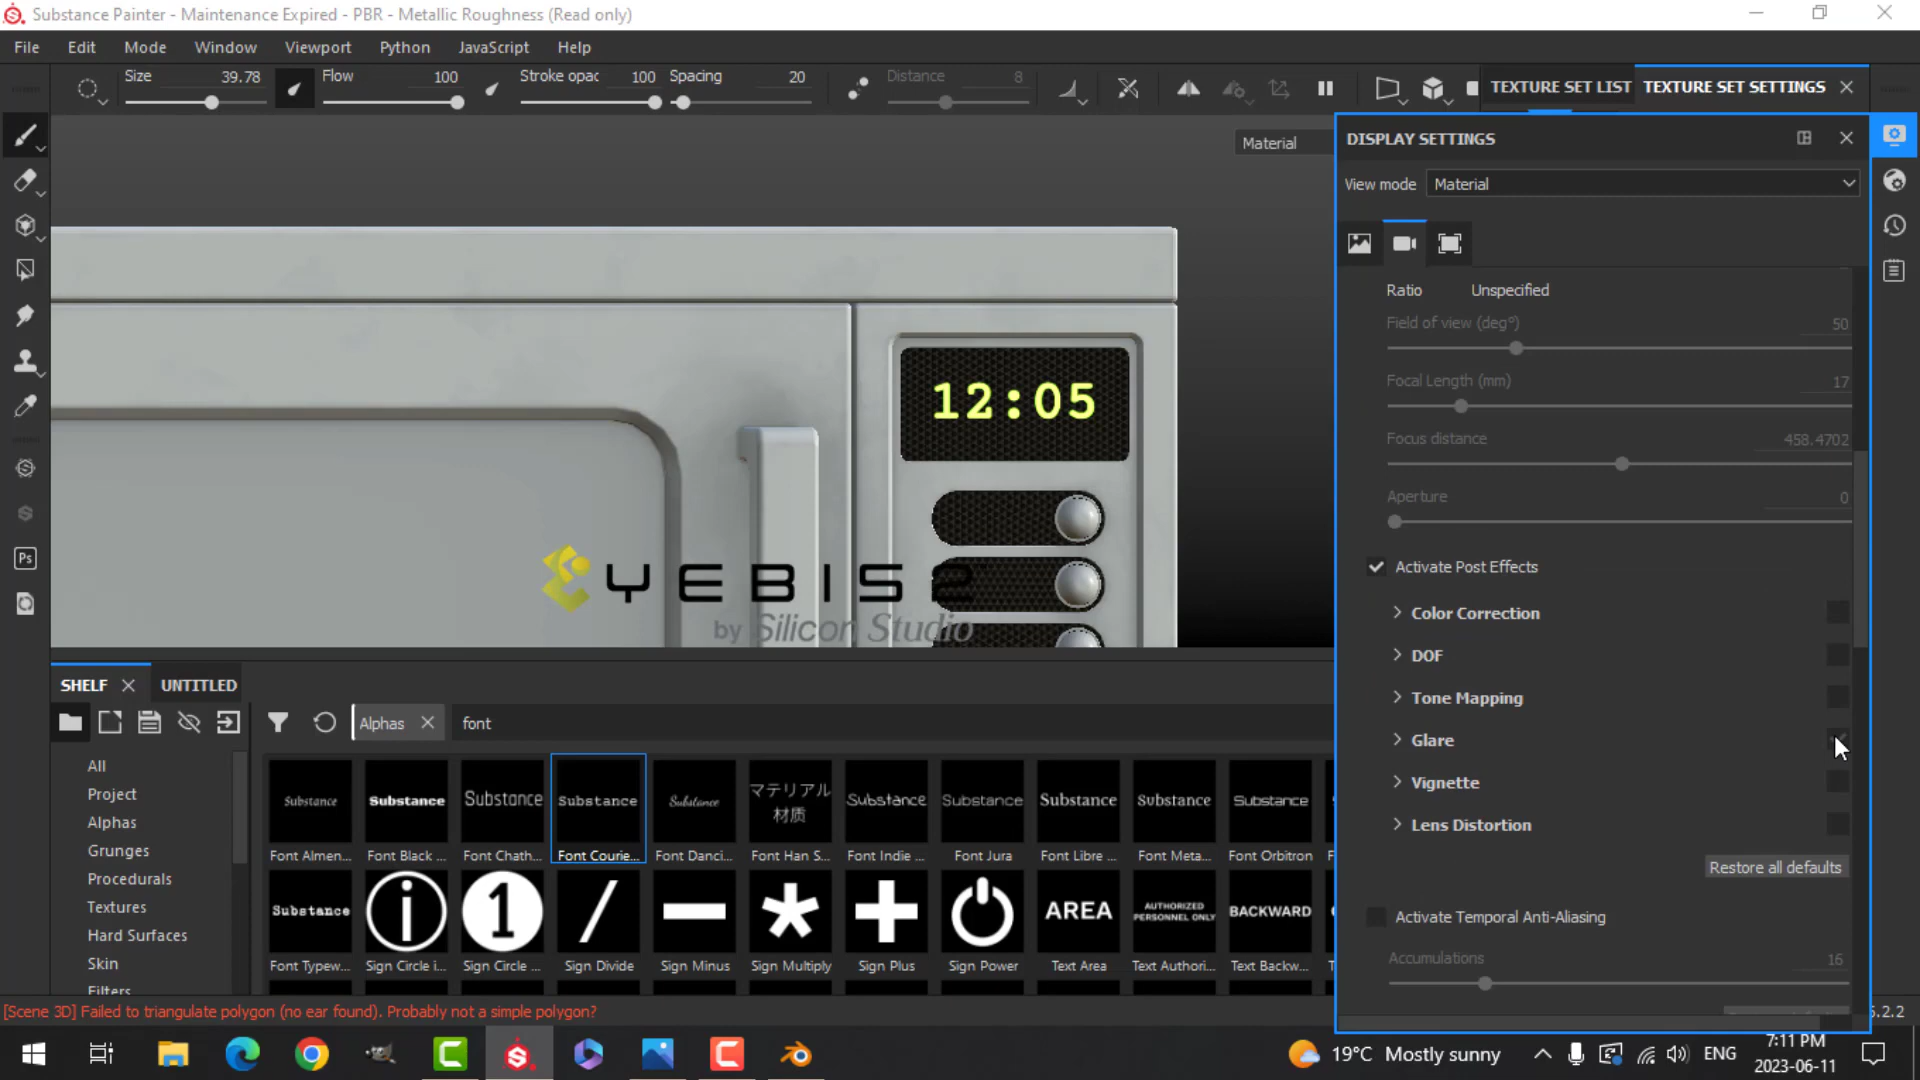 Substance Painter - Maintenance Expired - PBR - Metallic Roughness (Read only)
File Edit Mode Window Viewport Python JavaScript Help
Size 39.78 Flow 100 Stroke opac 100 Spacing 20 Distance 8
TEXTURE SET LIST TEXTURE SET SETTINGS
Material
DISPLAY SETTINGS
View mode Material
Ratio Unspecified
Field of view (deg°) 50
Focal Length (mm) 17
Focus distance 458.4702
Aperture 0
Activate Post Effects
Color Correction
DOF
Tone Mapping
Glare
Vignette
Lens Distortion
Restore all defaults
Activate Temporal Anti-Aliasing
Accumulations 16
12:05
YEBIS 2
by Silicon Studio
Ps
SHELF UNTITLED
Alphas font
All
Project
Alphas
Grunges
Procedurals
Textures
Hard Surfaces
Skin
Filters
Substance Substance Substance Substance Substance マテリアル Substance Substance Substance Substance Substance
材质
Font Almen... Font Black ... Font Chath... Font Courie... Font Danci... Font Han S... Font Indie ... Font Jura Font Libre ... Font Meta... Font Orbitron
Substance i 1 / − * + AREA AUTHORIZED PERSONNEL ONLY BACKWARD
Font Typew... Sign Circle i... Sign Circle ... Sign Divide Sign Minus Sign Multiply Sign Plus Sign Power Text Area Text Authori... Text Backw...
[Scene 3D] Failed to triangulate polygon (no ear found). Probably not a simple polygon?
6.2.2
19°C Mostly sunny ENG 7:11 PM
2023-06-11